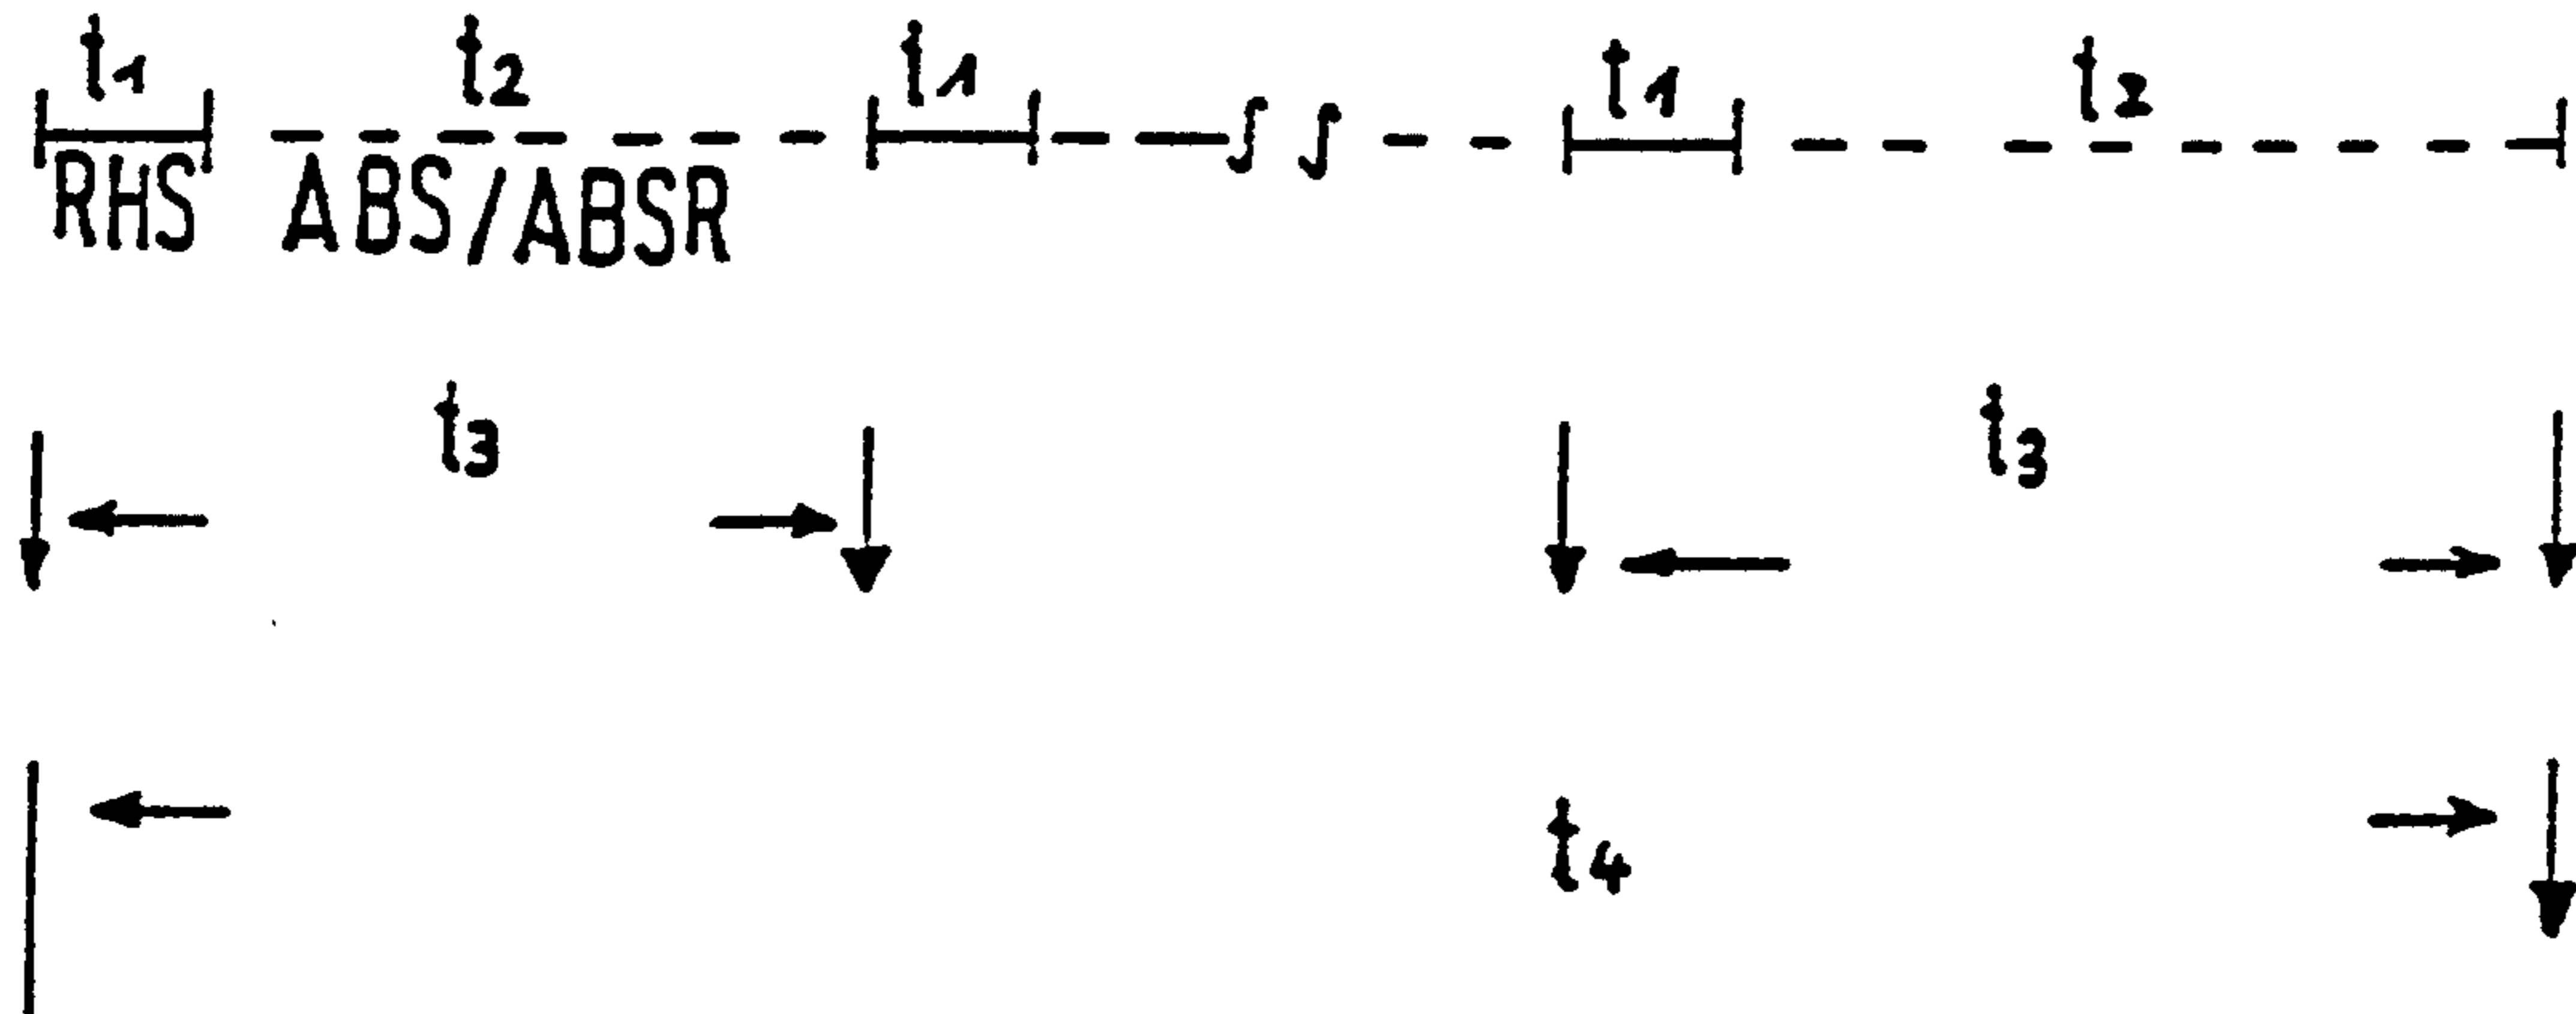 t₁ t₂ t₁ t₁ t₂
RHS ABS/ABSR
t₃ t₃
t₄